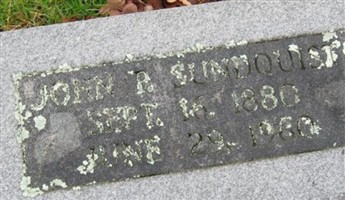 JOHN R SUNDQUIST
SEPT. 16, 1880
JUNE 29, 1960